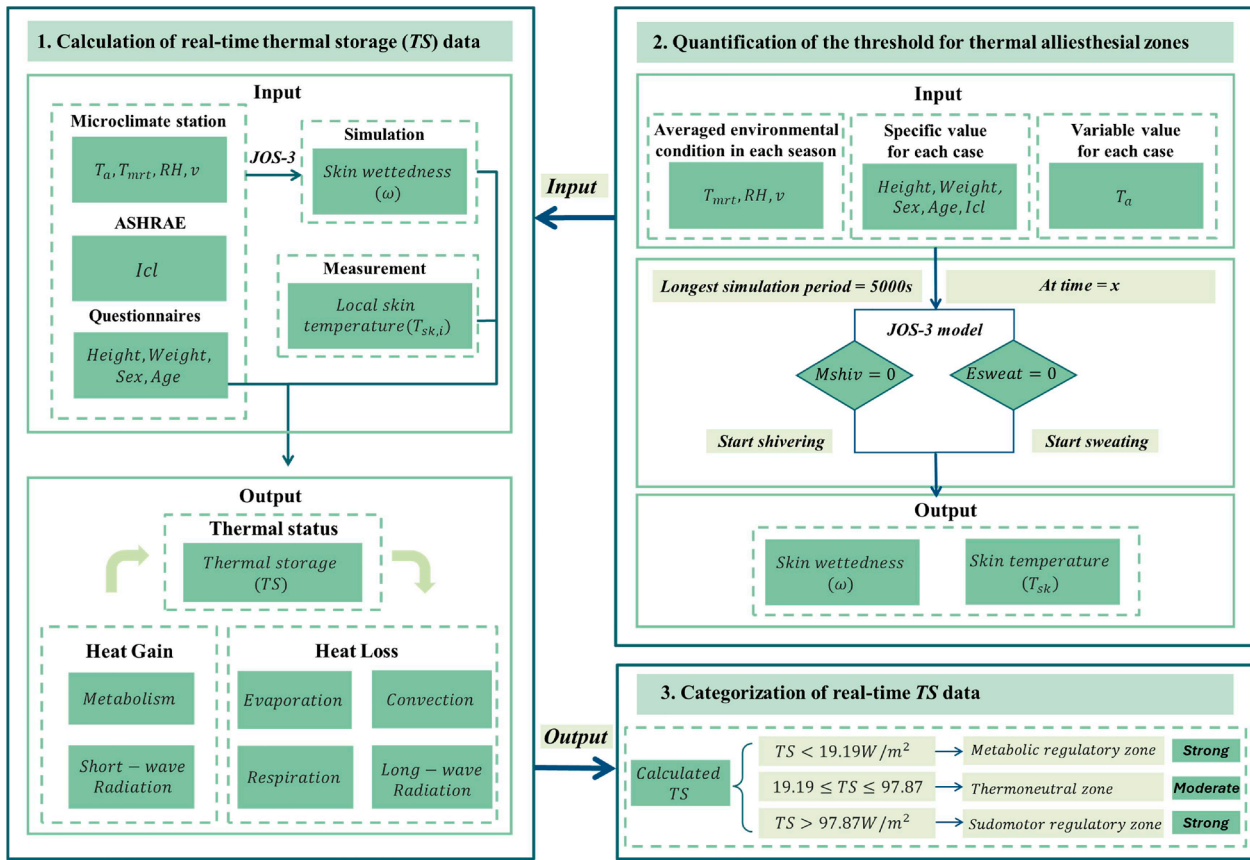 1. Calculation of real-time thermal storage (TS) data
Input
Microclimate station
T_a, T_mrt, RH, v
JOS-3
Simulation
Skin wettedness
(ω)
ASHRAE
Icl
Measurement
Local skin
temperature(T_sk,i)
Questionnaires
Height, Weight,
Sex, Age
Output
Thermal status
Thermal storage
(TS)
Heat Gain
Metabolism
Short − wave
Radiation
Heat Loss
Evaporation
Convection
Respiration
Long − wave
Radiation
Input
Output
2. Quantification of the threshold for thermal alliesthesial zones
Input
Averaged environmental
condition in each season
T_mrt, RH, v
Specific value
for each case
Height, Weight,
Sex, Age, Icl
Variable value
for each case
T_a
Longest simulation period = 5000s
At time = x
JOS-3 model
Mshiv = 0
Esweat = 0
Start shivering
Start sweating
Output
Skin wettedness
(ω)
Skin temperature
(T_sk)
3. Categorization of real-time TS data
Calculated
TS
TS < 19.19W/m²
Metabolic regulatory zone
Strong
19.19 ≤ TS ≤ 97.87
Thermoneutral zone
Moderate
TS > 97.87W/m²
Sudomotor regulatory zone
Strong